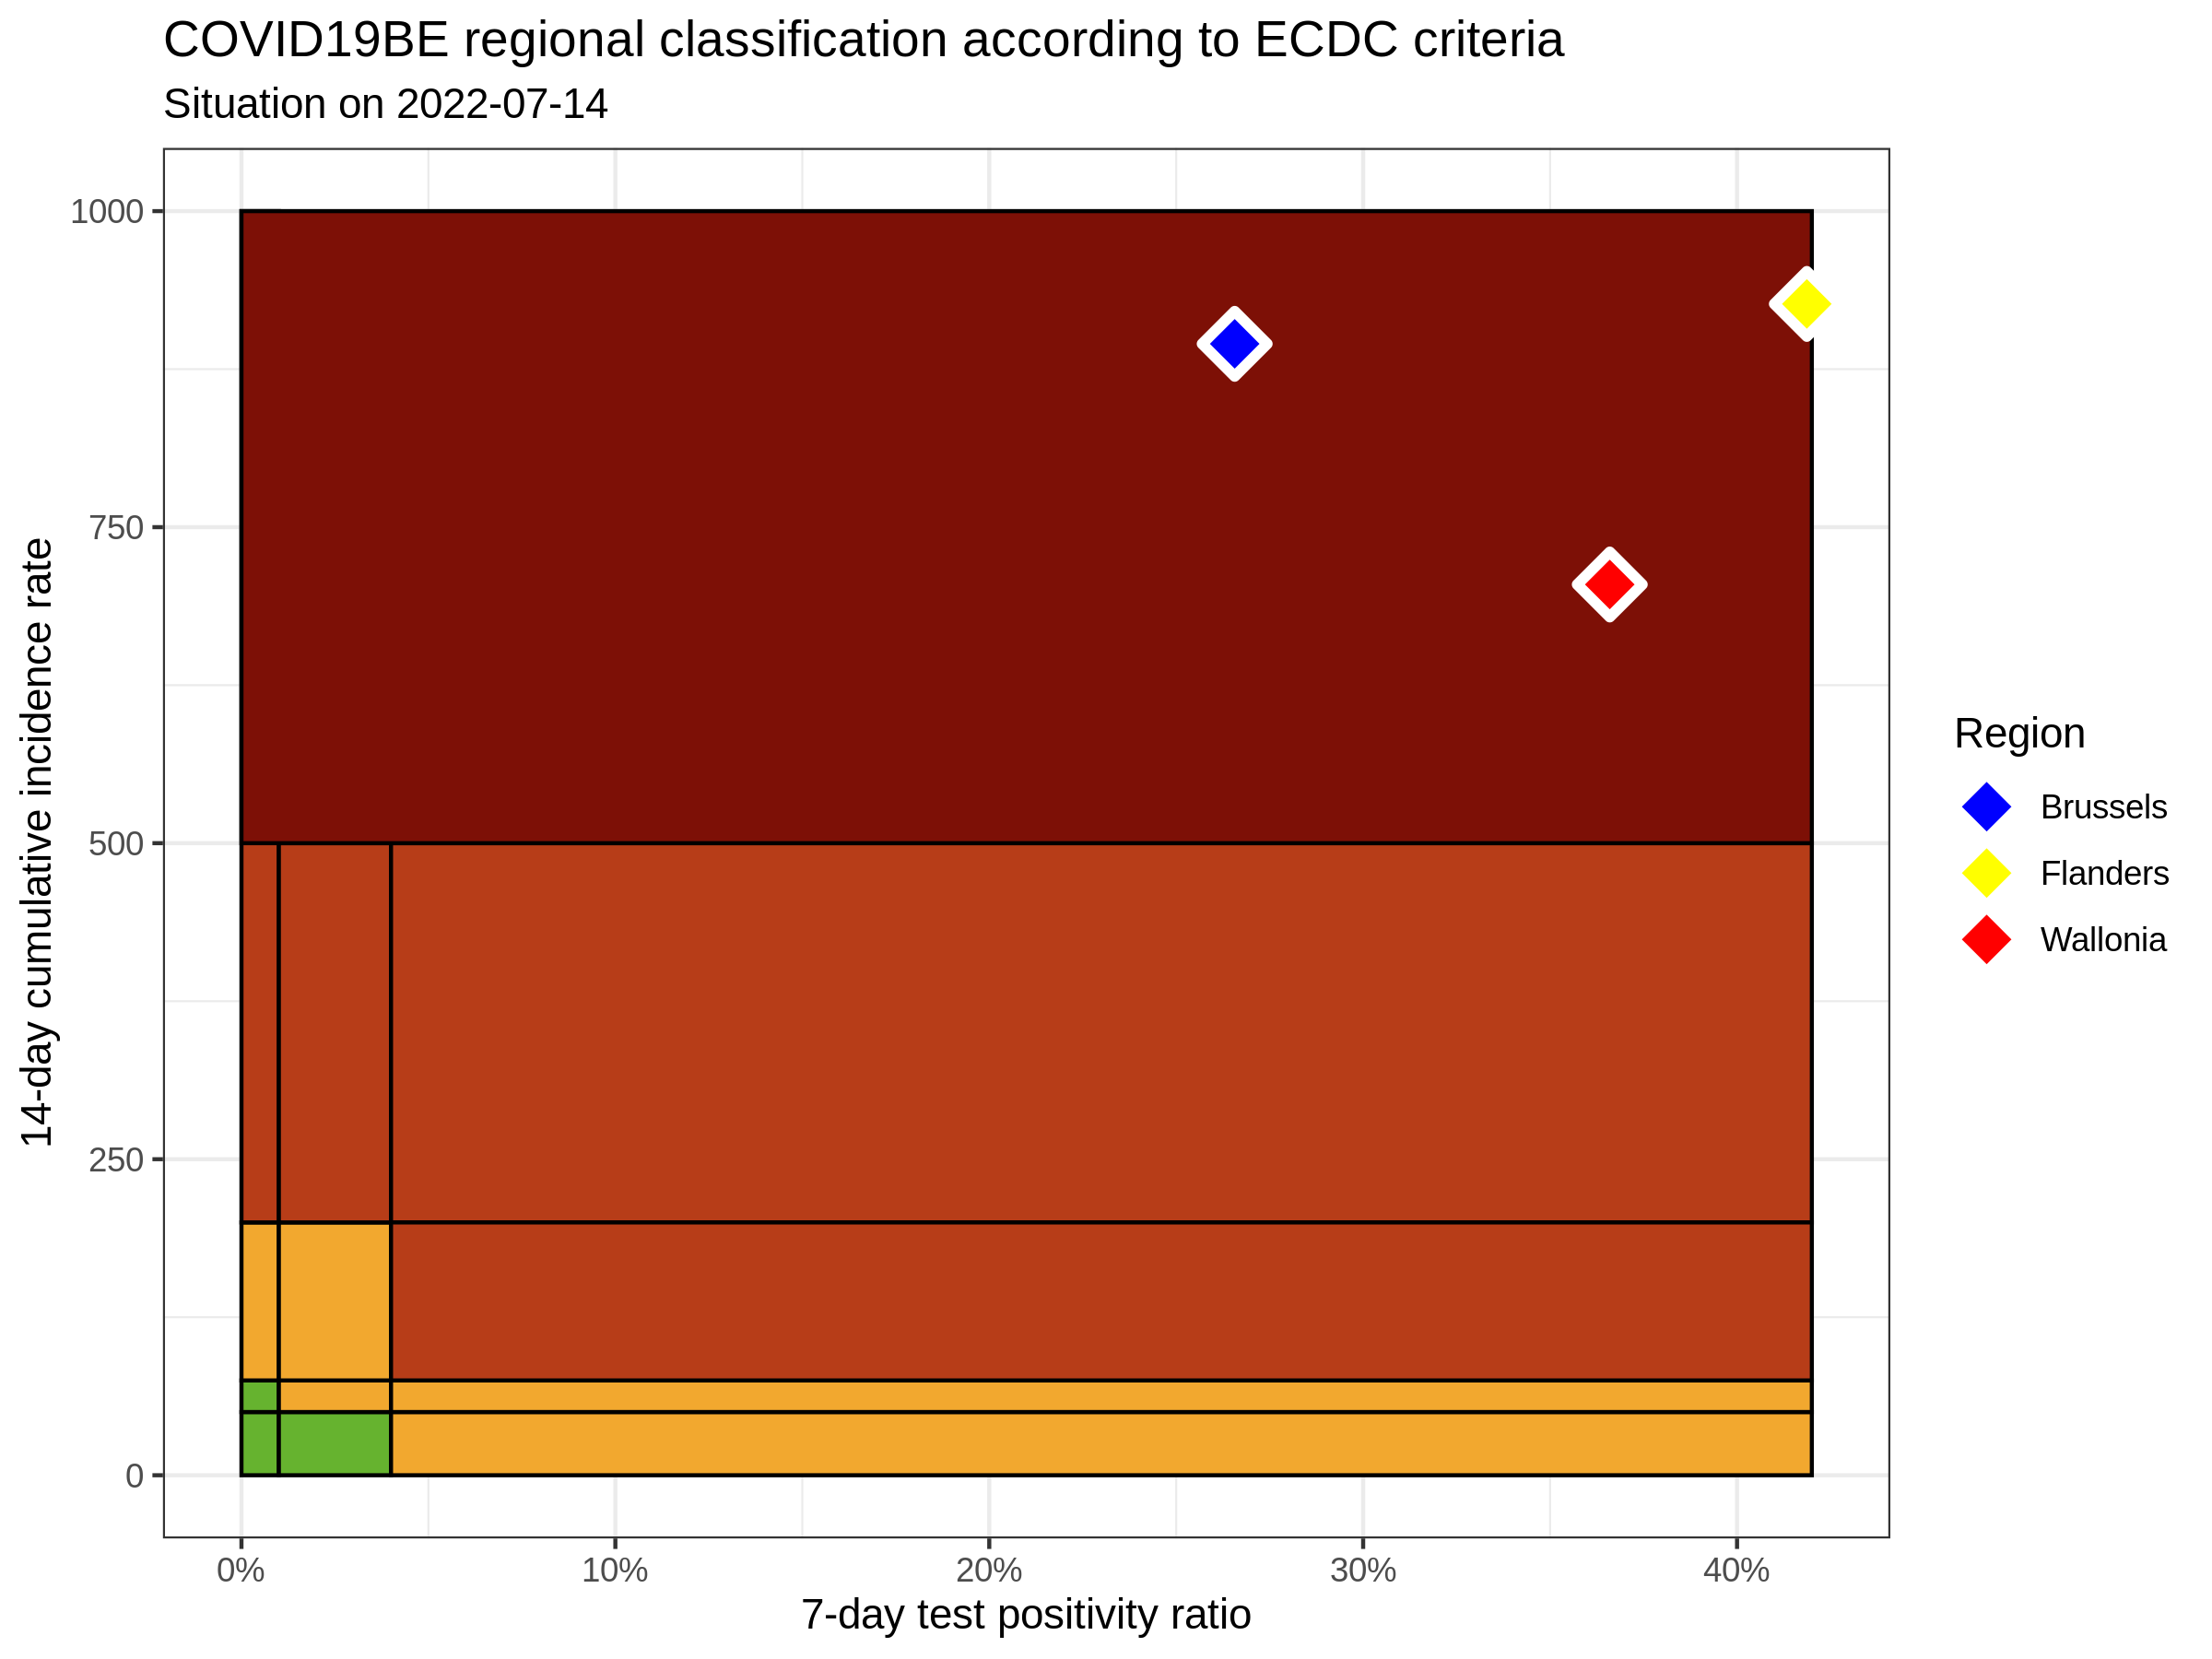 COVID19BE regional classification according to ECDC criteria
Situation on 2022-07-14
14-day cumulative incidence rate
1000
750
500
250
0
0% 10% 20% 30% 40%
7-day test positivity ratio
Region
Brussels
Flanders
Wallonia